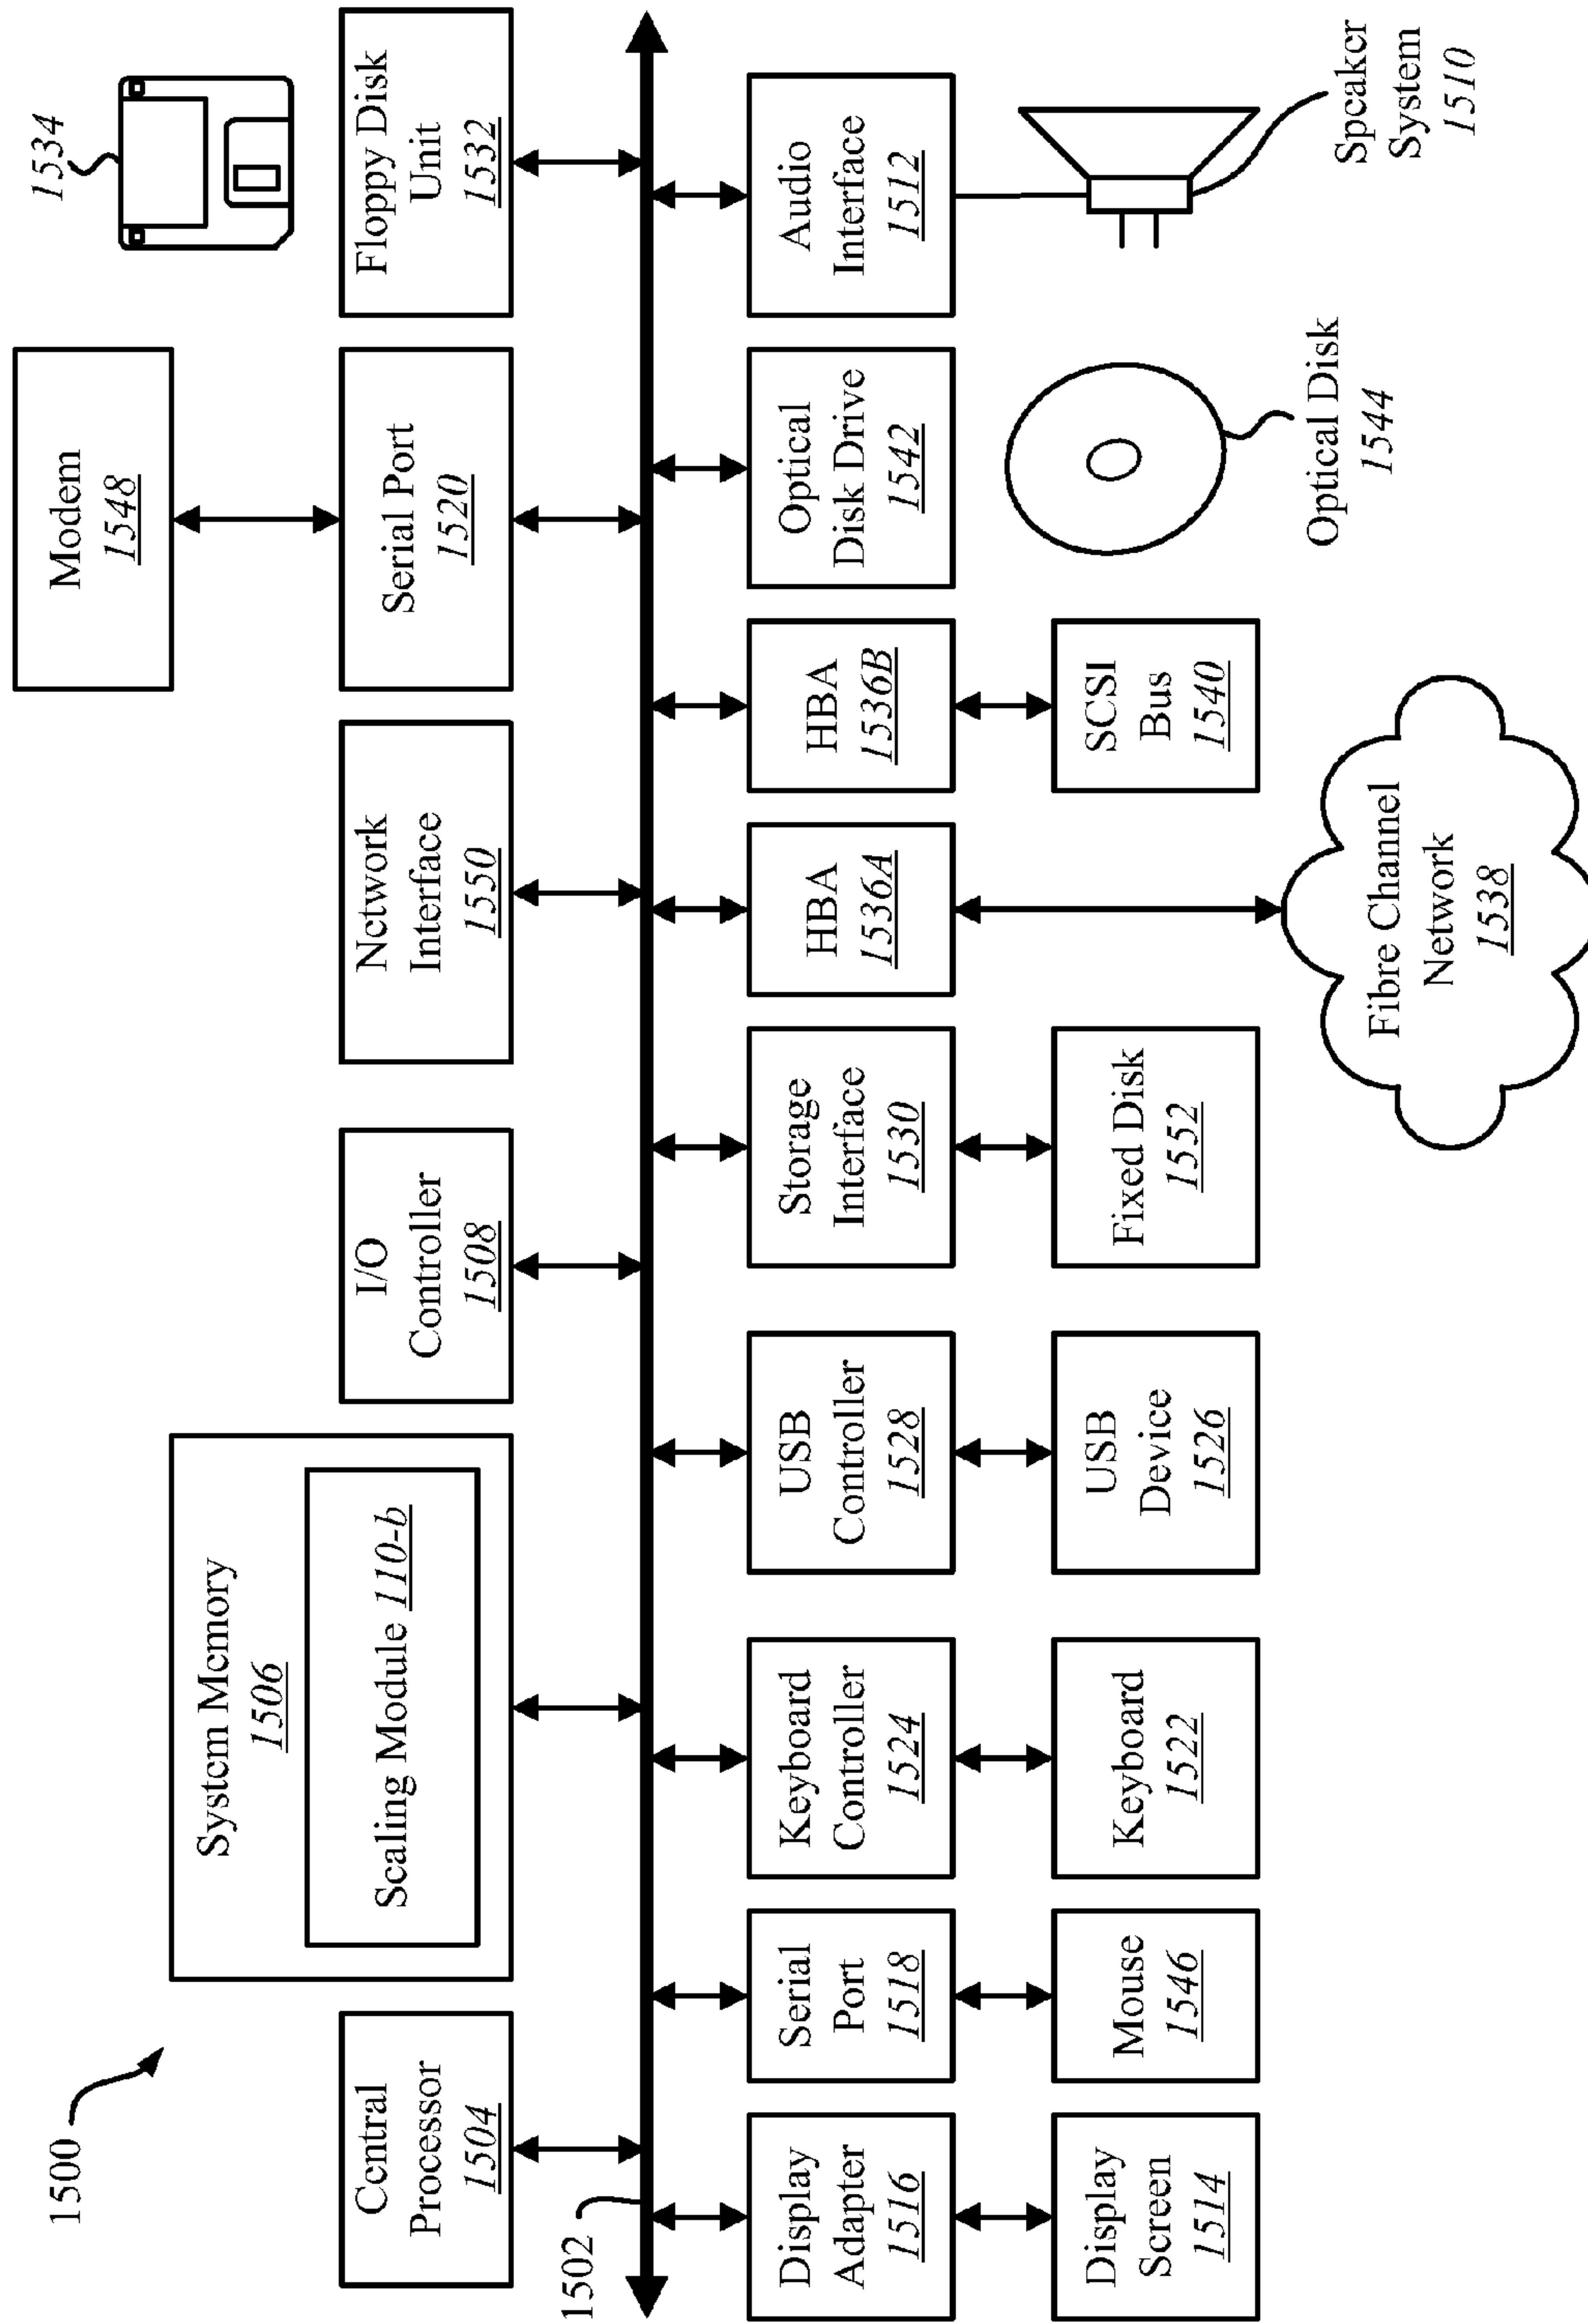 1500
Central
Processor
1504
System Memory
1506
Scaling Module 110-b
I/O
Controller
1508
Network
Interface
1550
Modem
1548
Serial Port
1520
1534
Floppy Disk
Unit
1532
1502
Display
Adapter
1516
Serial
Port
1518
Keyboard
Controller
1524
USB
Controller
1528
Storage
Interface
1530
HBA
1536A
HBA
1536B
Optical
Disk Drive
1542
Audio
Interface
1512
Display
Screen
1514
Mouse
1546
Keyboard
1522
USB
Device
1526
Fixed Disk
1552
Fibre Channel
Network
1538
SCSI
Bus
1540
Optical Disk
1544
Speaker
System
1510